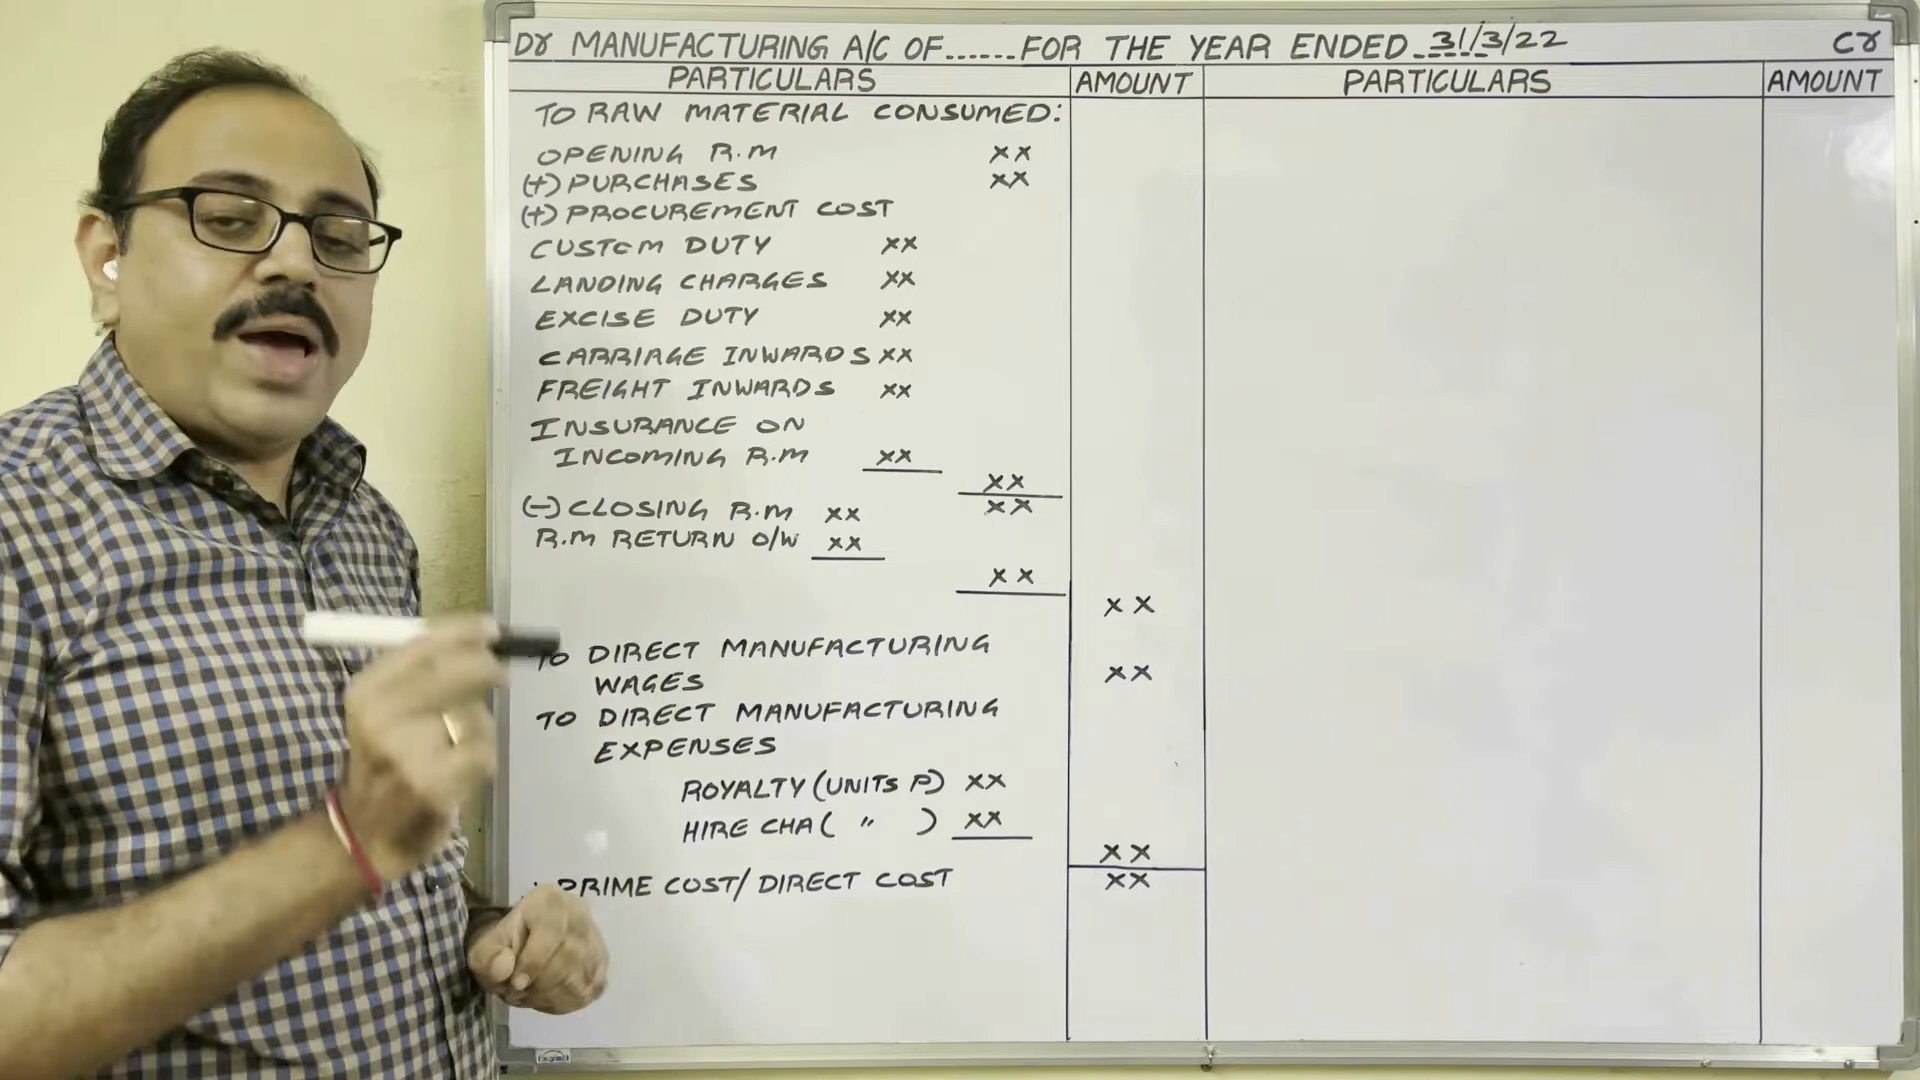 Dr MANUFACTURING A/C OF......FOR THE YEAR ENDED 31/3/22 Cr
PARTICULARS AMOUNT PARTICULARS AMOUNT
TO RAW MATERIAL CONSUMED:
OPENING R.M XX
(+) PURCHASES XX
(+) PROCUREMENT COST
CUSTOM DUTY XX
LANDING CHARGES XX
EXCISE DUTY XX
CARRIAGE INWARDS XX
FREIGHT INWARDS XX
INSURANCE ON
INCOMING R.M XX
XX
(-) CLOSING R.M XX XX
R.M RETURN O/W XX
XX
XX
TO DIRECT MANUFACTURING
WAGES XX
TO DIRECT MANUFACTURING
EXPENSES
ROYALTY (UNITS P) XX
HIRE CHA ( " ) XX
XX
PRIME COST/DIRECT COST XX